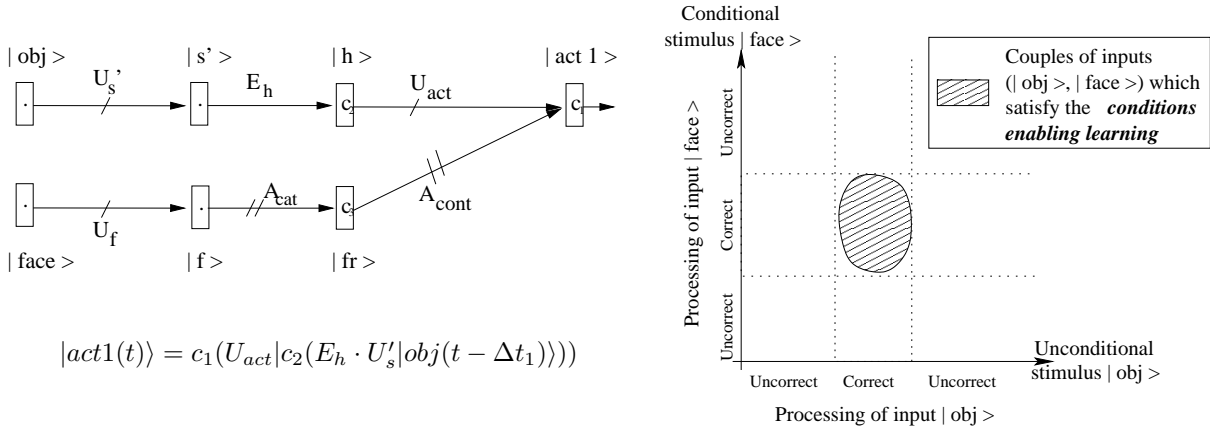 | obj >
| s' >
| h >
| act 1 >
U_s'
E_h
U_act
.
.
c_2
c_1
A_cat
A_cont
.
.
c_3
U_f
| face >
| f >
| fr >
|act1(t)⟩ = c_1(U_act|c_2(E_h · U'_s|obj(t − Δt_1)⟩))
Conditional
stimulus | face >
Processing of input | face >
Uncorrect
Correct
Uncorrect
Couples of inputs
(| obj >, | face >) which
satisfy the conditions
enabling learning
Unconditional
stimulus | obj >
Uncorrect Correct Uncorrect
Processing of input | obj >